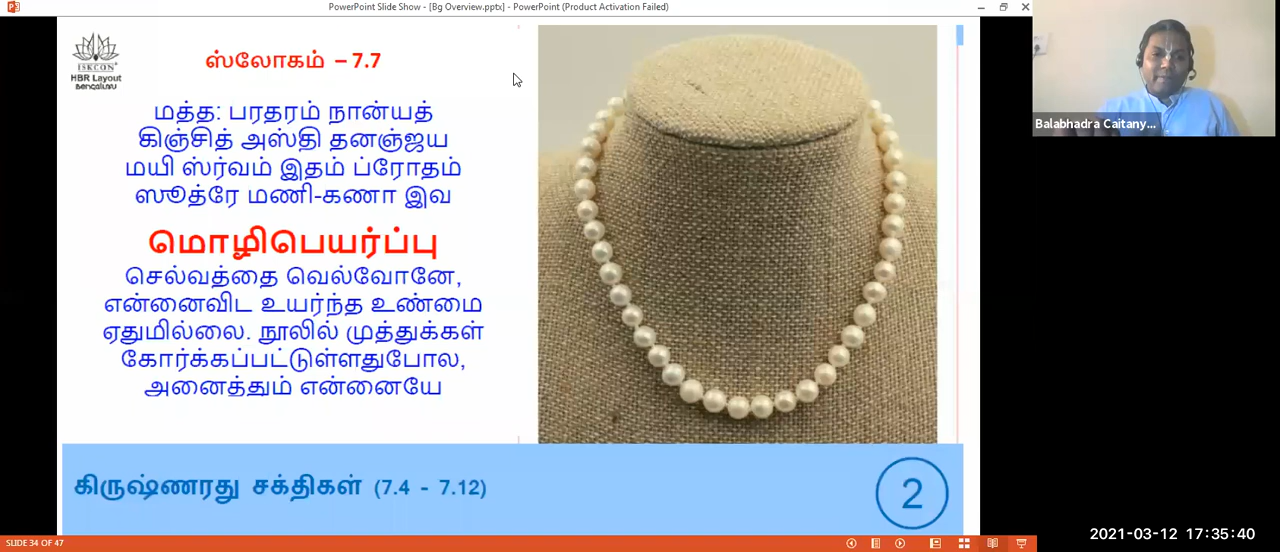 PowerPoint Slide Show - [Bg Overview.pptx] - PowerPoint (Product Activation Failed)
ISKCON
HBR Layout
Bengaluru
ஸ்லோகம் – 7.7
மத்த: பரதரம் நான்யத்
கிஞ்சித் அஸ்தி தனஞ்ஜய
மயி ஸர்வம் இதம் ப்ரோதம்
ஸூத்ரே மணி-கணா இவ
மொழிபெயர்ப்பு
செல்வத்தை வெல்வோனே,
என்னைவிட உயர்ந்த உண்மை
ஏதுமில்லை. நூலில் முத்துக்கள்
கோர்க்கப்பட்டுள்ளதுபோல,
அனைத்தும் என்னையே
கிருஷ்ணரது சக்திகள் (7.4 - 7.12)
2
Balabhadra Caitany...
SLIDE 34 OF 47
2021-03-12 17:35:40